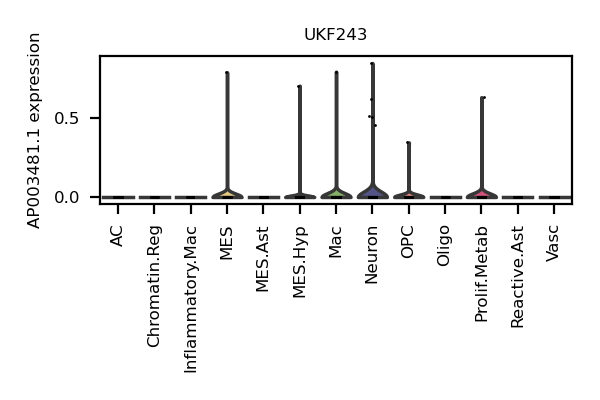 UKF243
AP003481.1 expression
0.5
0.0
AC
Chromatin.Reg
Inflammatory.Mac
MES
MES.Ast
MES.Hyp
Mac
Neuron
OPC
Oligo
Prolif.Metab
Reactive.Ast
Vasc